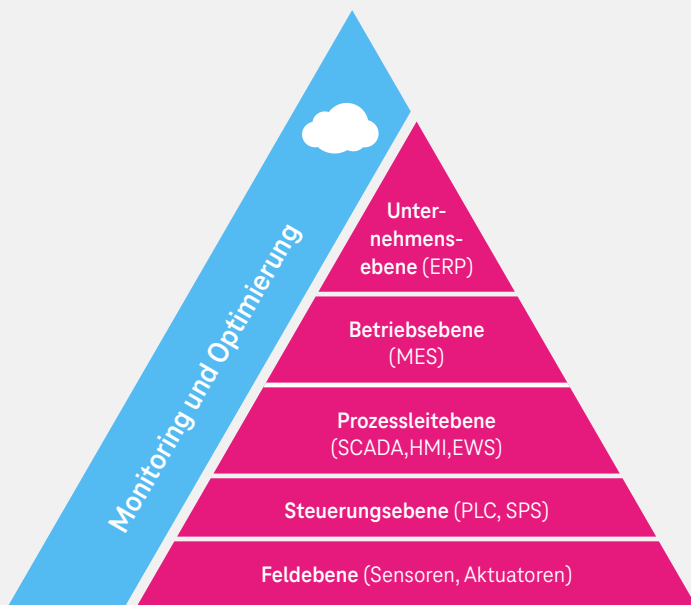 Monitoring und Optimierung
Unter-
nehmens-
ebene (ERP)
Betriebsebene
(MES)
Prozessleitebene
(SCADA,HMI,EWS)
Steuerungsebene (PLC, SPS)
Feldebene (Sensoren, Aktuatoren)